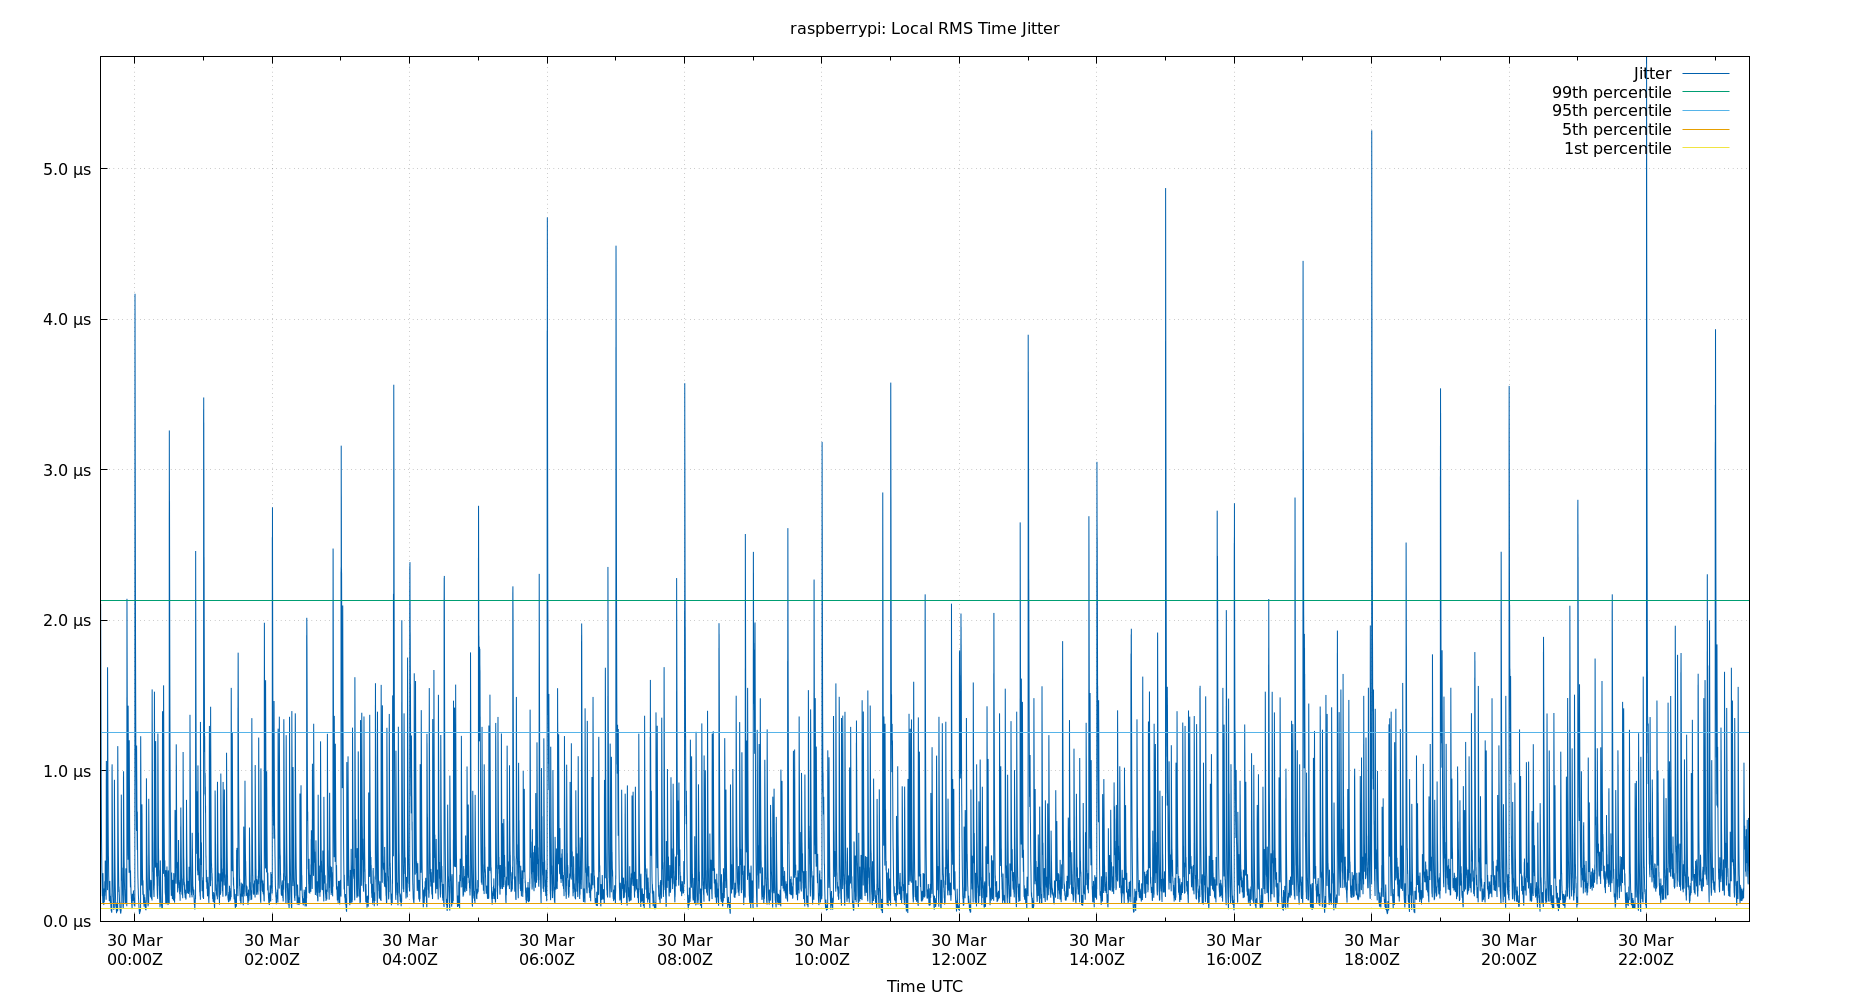 raspberrypi: Local RMS Time Jitter
Jitter
99th percentile
95th percentile
5th percentile
1st percentile
5.0 µs
4.0 µs
3.0 µs
2.0 µs
1.0 µs
0.0 µs
30 Mar 30 Mar 30 Mar 30 Mar 30 Mar 30 Mar 30 Mar 30 Mar 30 Mar 30 Mar 30 Mar 30 Mar
00:00Z 02:00Z 04:00Z 06:00Z 08:00Z 10:00Z 12:00Z 14:00Z 16:00Z 18:00Z 20:00Z 22:00Z
Time UTC